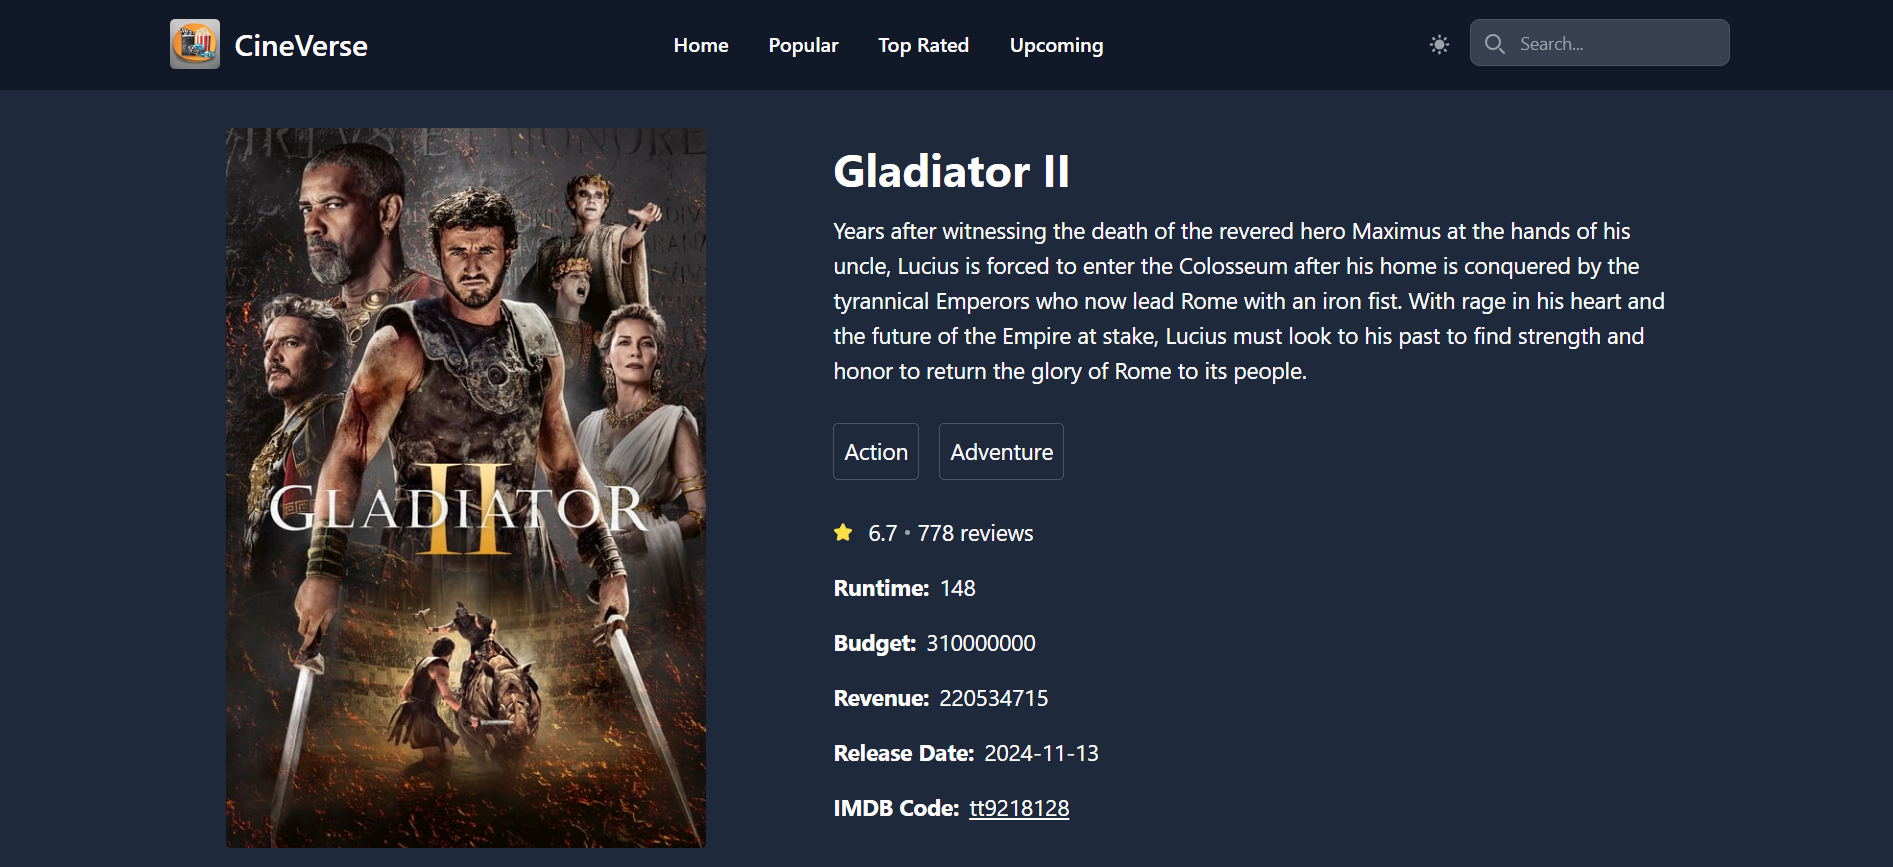 CineVerse
Home
Popular
Top Rated
Upcoming
Search...
GLADIATOR
II
Gladiator II
Years after witnessing the death of the revered hero Maximus at the hands of his
uncle, Lucius is forced to enter the Colosseum after his home is conquered by the
tyrannical Emperors who now lead Rome with an iron fist. With rage in his heart and
the future of the Empire at stake, Lucius must look to his past to find strength and
honor to return the glory of Rome to its people.
Action
Adventure
6.7 • 778 reviews
Runtime: 148
Budget: 310000000
Revenue: 220534715
Release Date: 2024-11-13
IMDB Code: tt9218128